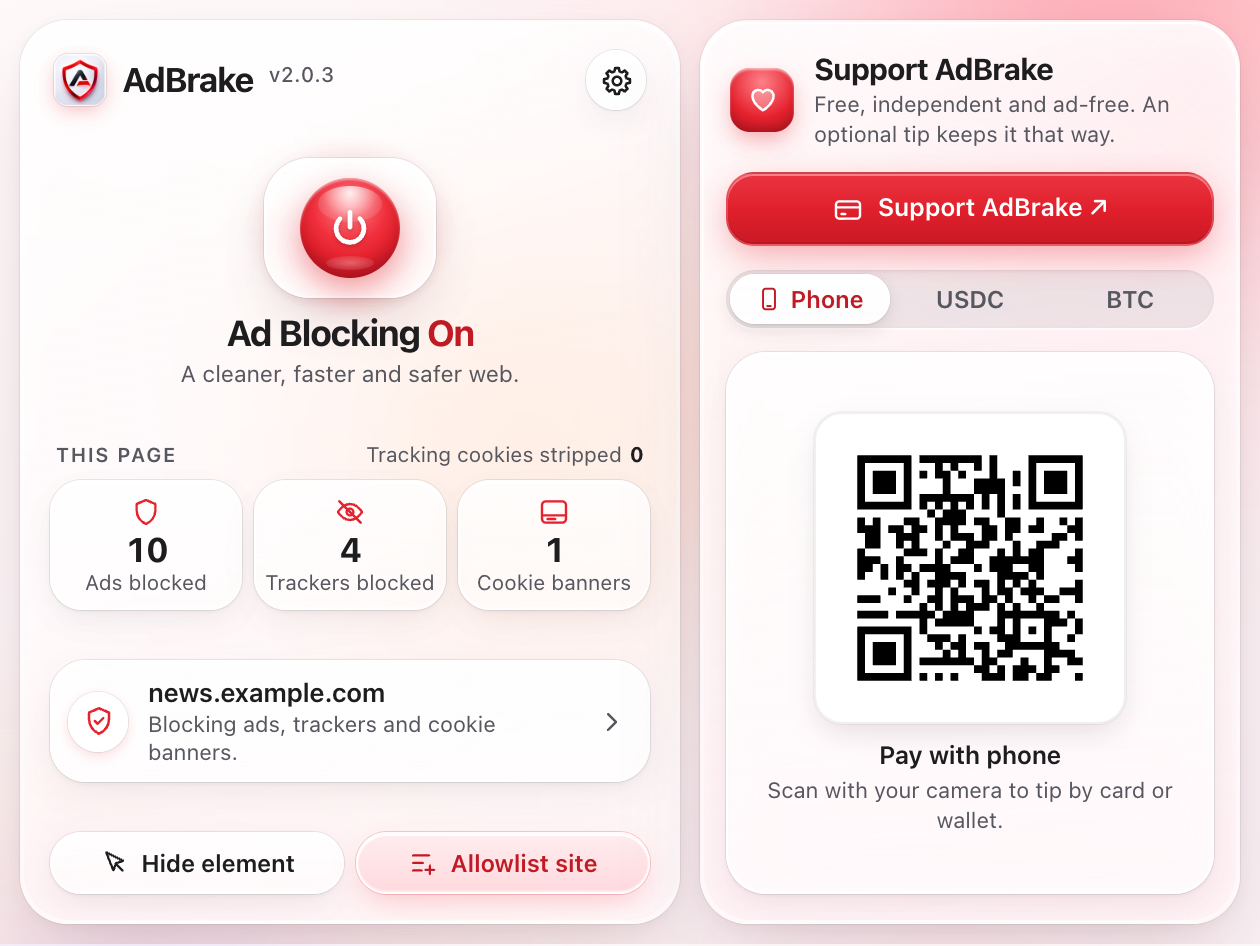 AdBrake v2.0.3
Ad Blocking On
A cleaner, faster and safer web.
THIS PAGE
Tracking cookies stripped 0
10
Ads blocked
4
Trackers blocked
1
Cookie banners
news.example.com
Blocking ads, trackers and cookie
banners.
Hide element
Allowlist site
Support AdBrake
Free, independent and ad-free. An
optional tip keeps it that way.
Support AdBrake
Phone
USDC
BTC
Pay with phone
Scan with your camera to tip by card or
wallet.